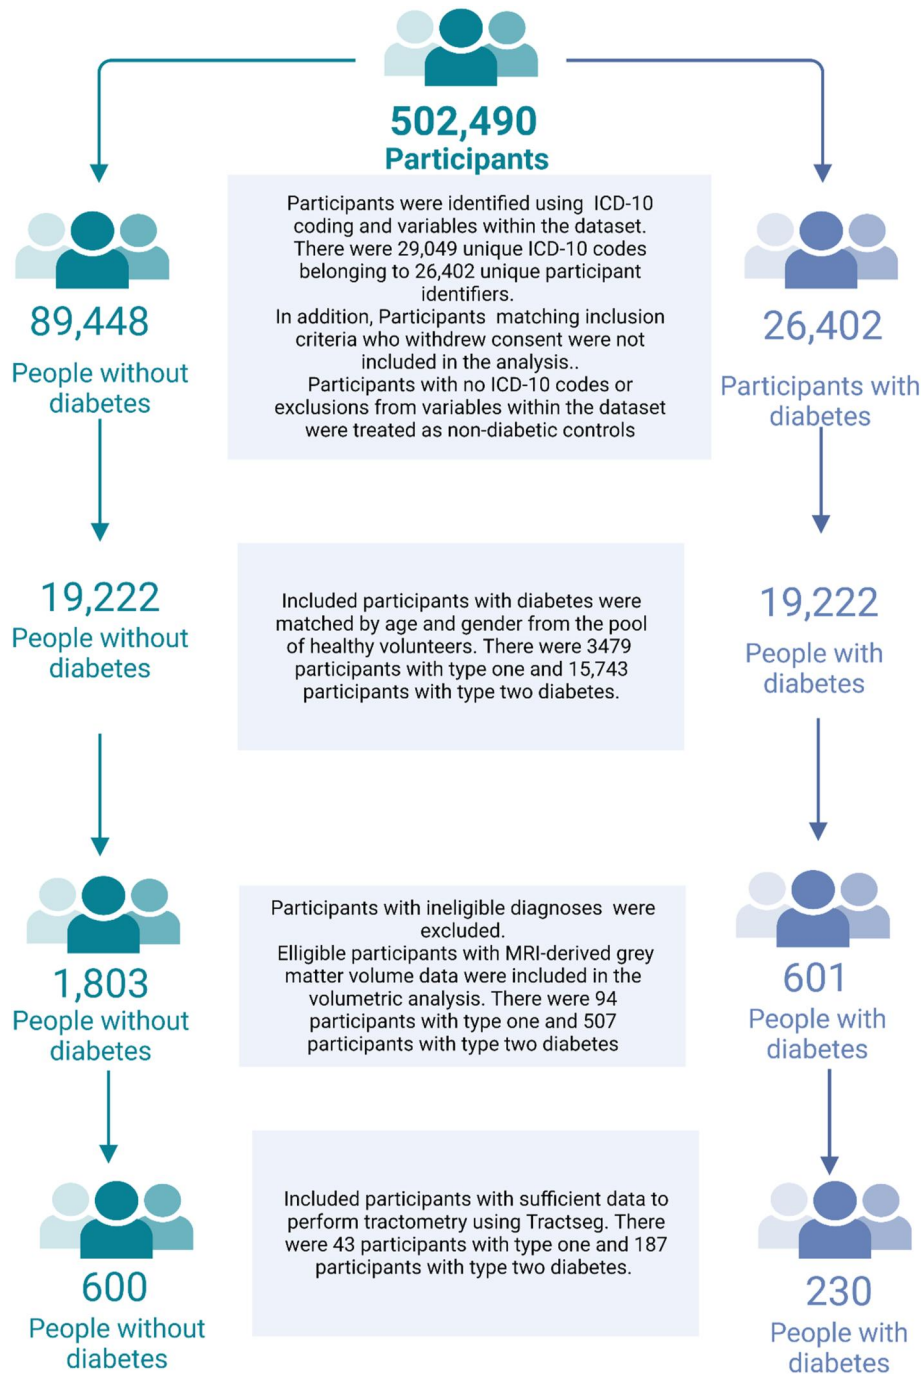 502,490
Participants
Participants were identified using ICD-10
coding and variables within the dataset.
There were 29,049 unique ICD-10 codes
belonging to 26,402 unique participant
identifiers.
In addition, Participants matching inclusion
criteria who withdrew consent were not
included in the analysis..
Participants with no ICD-10 codes or
exclusions from variables within the dataset
were treated as non-diabetic controls
89,448
People without
diabetes
26,402
Participants with
diabetes
19,222
People without
diabetes
Included participants with diabetes were
matched by age and gender from the pool
of healthy volunteers. There were 3479
participants with type one and 15,743
participants with type two diabetes.
19,222
People with
diabetes
1,803
People without
diabetes
Participants with ineligible diagnoses were
excluded.
Elligible participants with MRI-derived grey
matter volume data were included in the
volumetric analysis. There were 94
participants with type one and 507
participants with type two diabetes
601
People with
diabetes
600
People without
diabetes
Included participants with sufficient data to
perform tractometry using Tractseg. There
were 43 participants with type one and 187
participants with type two diabetes.
230
People with
diabetes